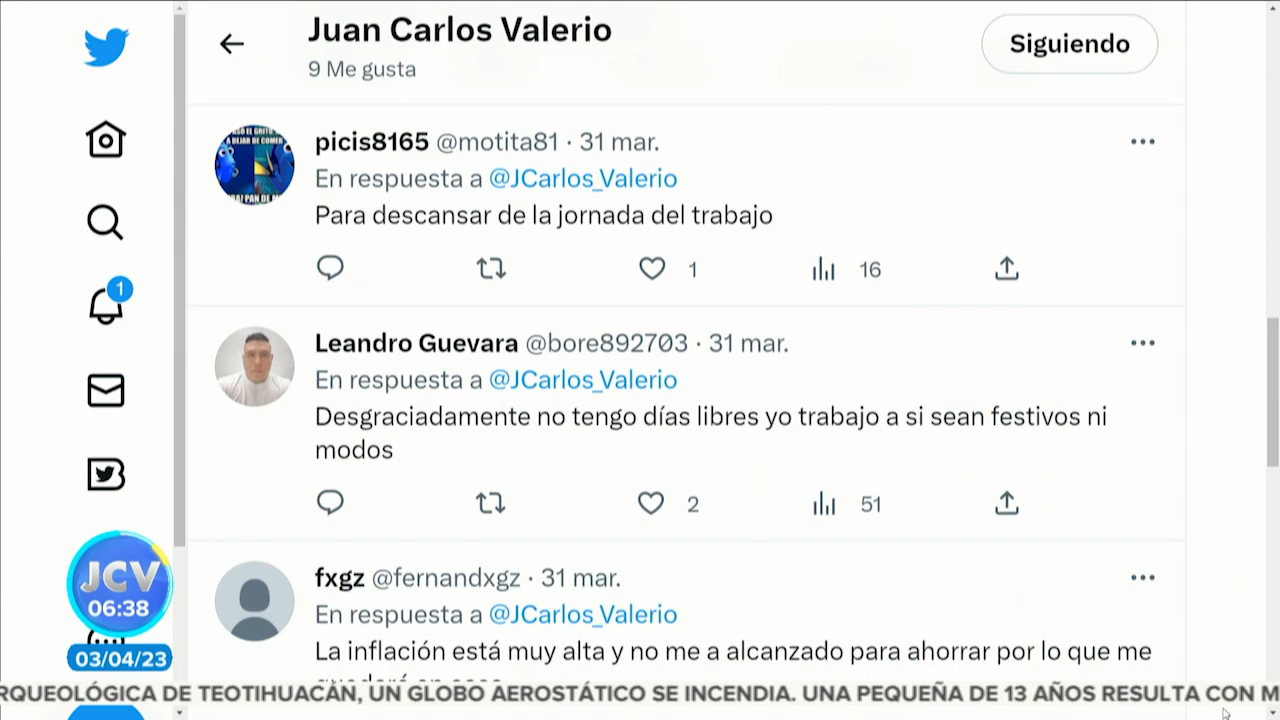 Juan Carlos Valerio
9 Me gusta
Siguiendo
picis8165 @motita81 · 31 mar.
En respuesta a @JCarlos_Valerio
Para descansar de la jornada del trabajo
1
16
1
Leandro Guevara @bore892703 · 31 mar.
En respuesta a @JCarlos_Valerio
Desgraciadamente no tengo días libres yo trabajo a si sean festivos ni
modos
2
51
fxgz @fernandxgz · 31 mar.
En respuesta a @JCarlos_Valerio
La inflación está muy alta y no me a alcanzado para ahorrar por lo que me
JCV
06:38
03/04/23
RQUEOLÓGICA DE TEOTIHUACÁN, UN GLOBO AEROSTÁTICO SE INCENDIA. UNA PEQUEÑA DE 13 AÑOS RESULTA CON M